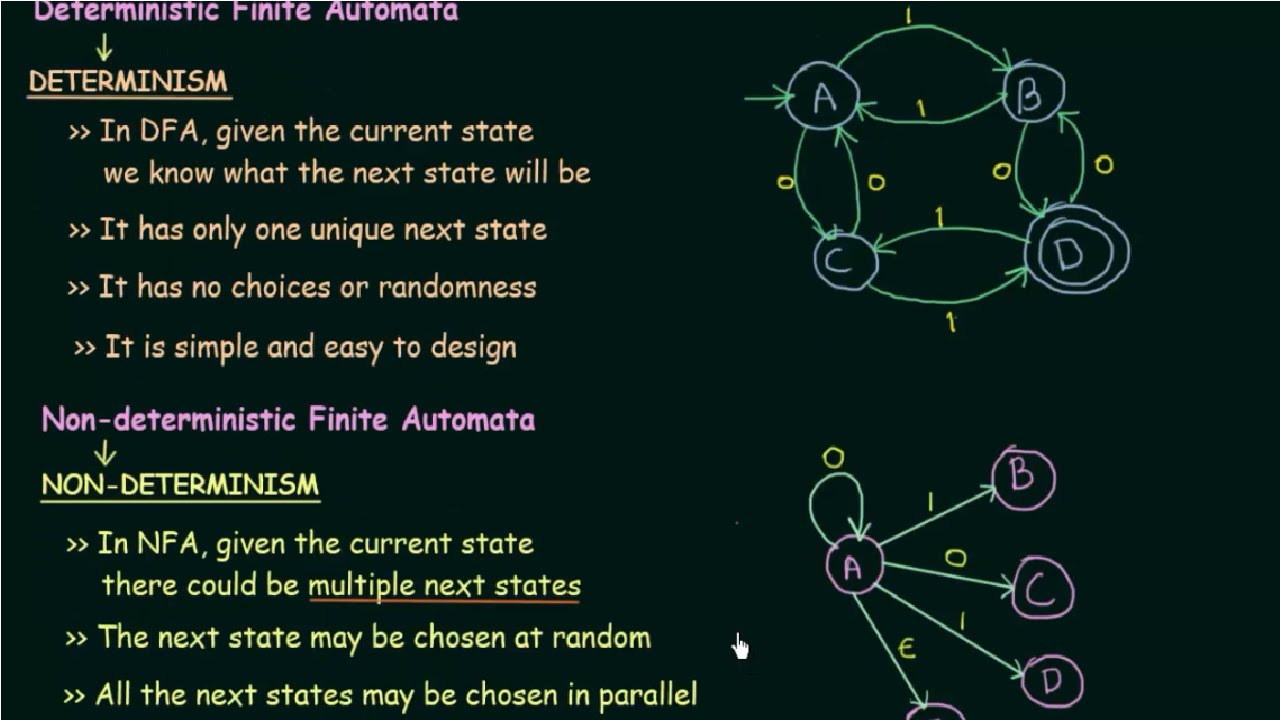 Deterministic Finite Automata
DETERMINISM
>> In DFA, given the current state
we know what the next state will be
>> It has only one unique next state
>> It has no choices or randomness
>> It is simple and easy to design
1
A
B
1
0
0
0
0
1
C
D
1
Non-deterministic Finite Automata
NON-DETERMINISM
>> In NFA, given the current state
there could be multiple next states
>> The next state may be chosen at random
>> All the next states may be chosen in parallel
0
B
1
A
0
C
1
D
ϵ